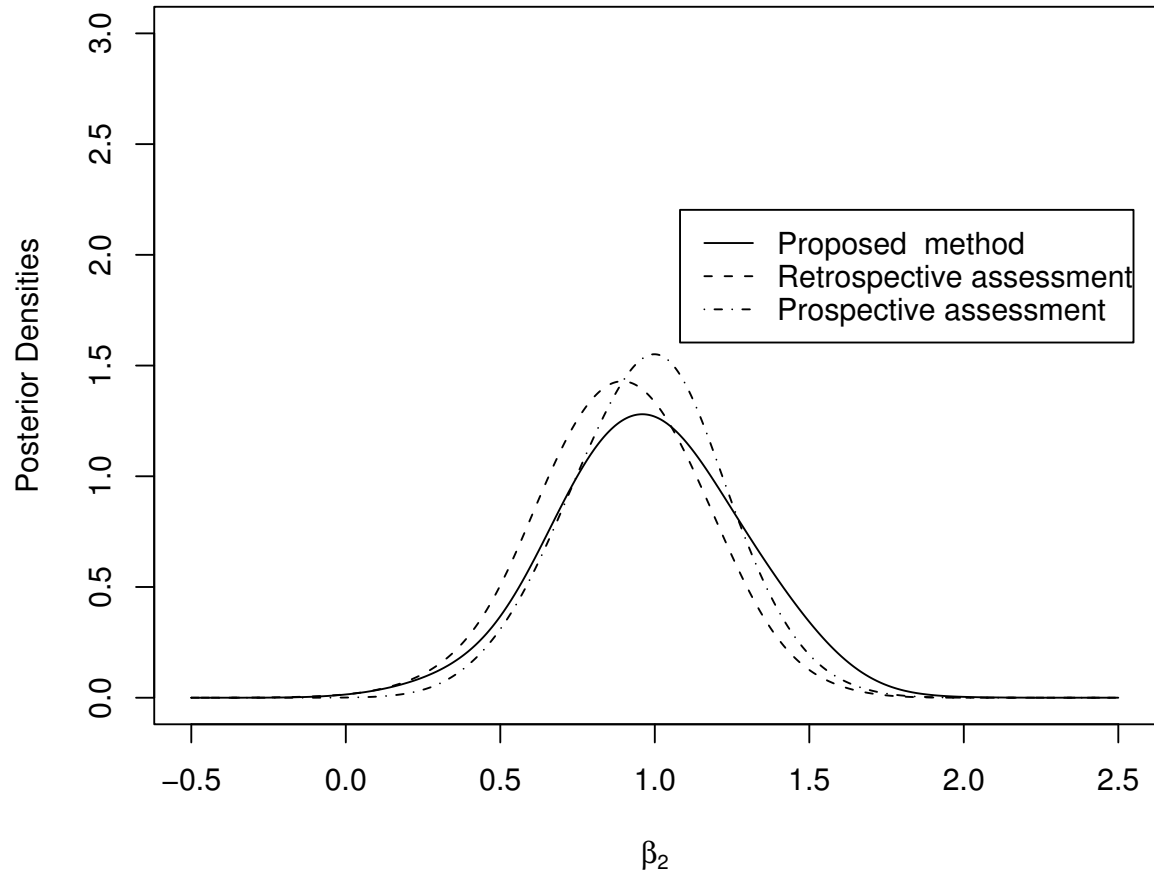 3.0
2.5
2.0
1.5
1.0
0.5
0.0
Posterior Densities
Proposed  method
Retrospective assessment
Prospective assessment
−0.5 0.0 0.5 1.0 1.5 2.0 2.5
β₂